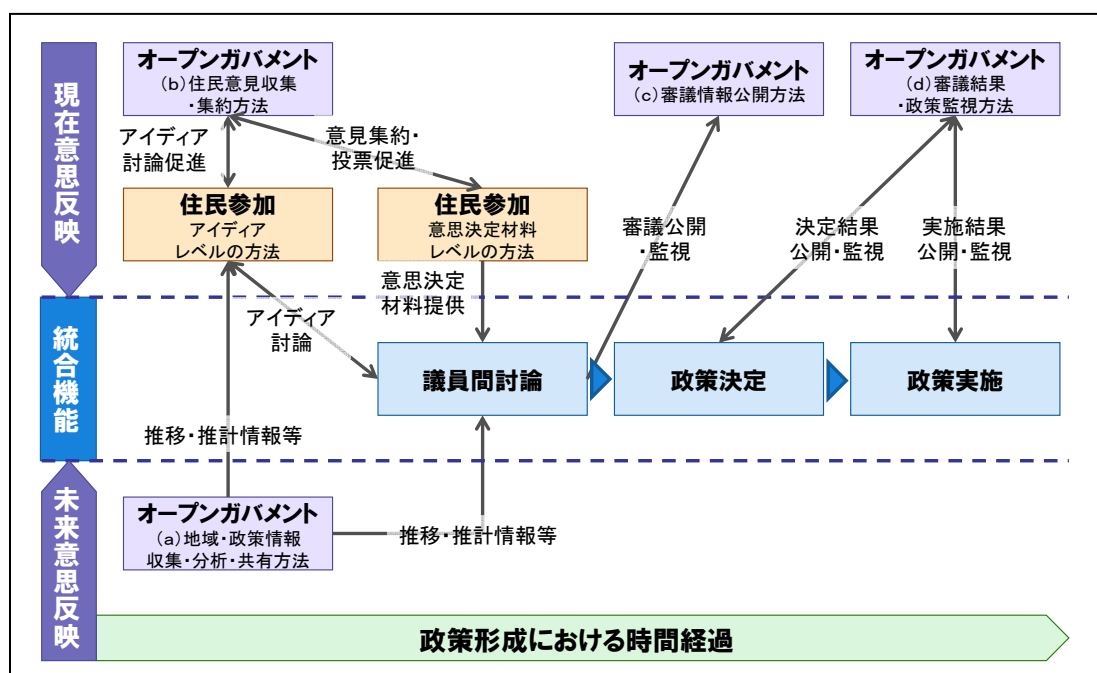 現在意思反映
統合機能
未来意思反映
オープンガバメント
(b)住民意見収集
・集約方法
オープンガバメント
(c)審議情報公開方法
オープンガバメント
(d)審議結果
・政策監視方法
アイディア
討論促進
意見集約・
投票促進
住民参加
アイディア
レベルの方法
住民参加
意思決定材料
レベルの方法
審議公開
・監視
決定結果
公開・監視
実施結果
公開・監視
意思決定
材料提供
アイディア
討論
議員間討論
政策決定
政策実施
推移・推計情報等
オープンガバメント
(a)地域・政策情報
収集・分析・共有方法
推移・推計情報等
政策形成における時間経過